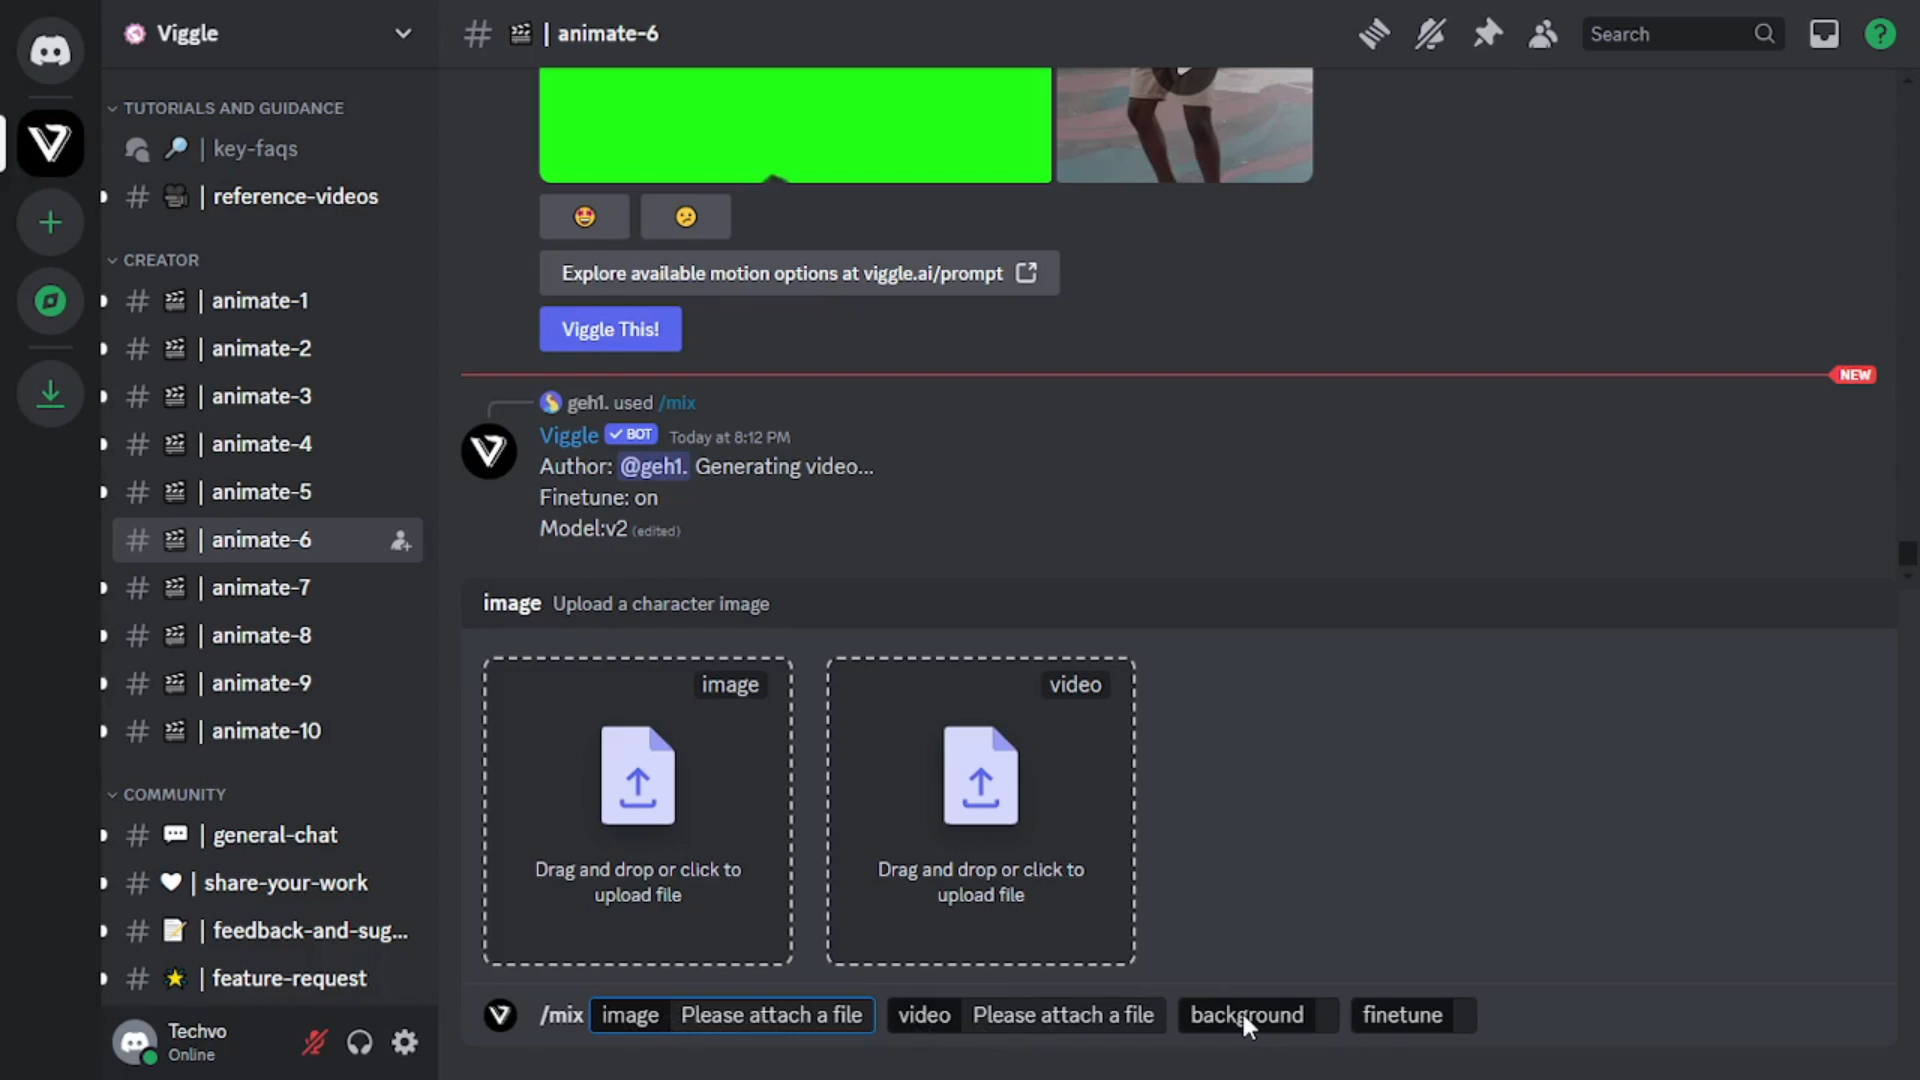 Viggle
TUTORIALS AND GUIDANCE
| key-faqs
# | reference-videos
CREATOR
# | animate-1
# | animate-2
# | animate-3
# | animate-4
# | animate-5
# | animate-6
# | animate-7
# | animate-8
# | animate-9
# | animate-10
COMMUNITY
# | general-chat
# | share-your-work
# | feedback-and-sug...
# | feature-request
Techvo
Online
# | animate-6
Search
?
Explore available motion options at viggle.ai/prompt
Viggle This!
NEW
geh1. used /mix
Viggle BOT Today at 8:12 PM
Author: @geh1. Generating video...
Finetune: on
Model:v2 (edited)
image Upload a character image
image
Drag and drop or click to
upload file
video
Drag and drop or click to
upload file
/mix image Please attach a file video Please attach a file background finetune